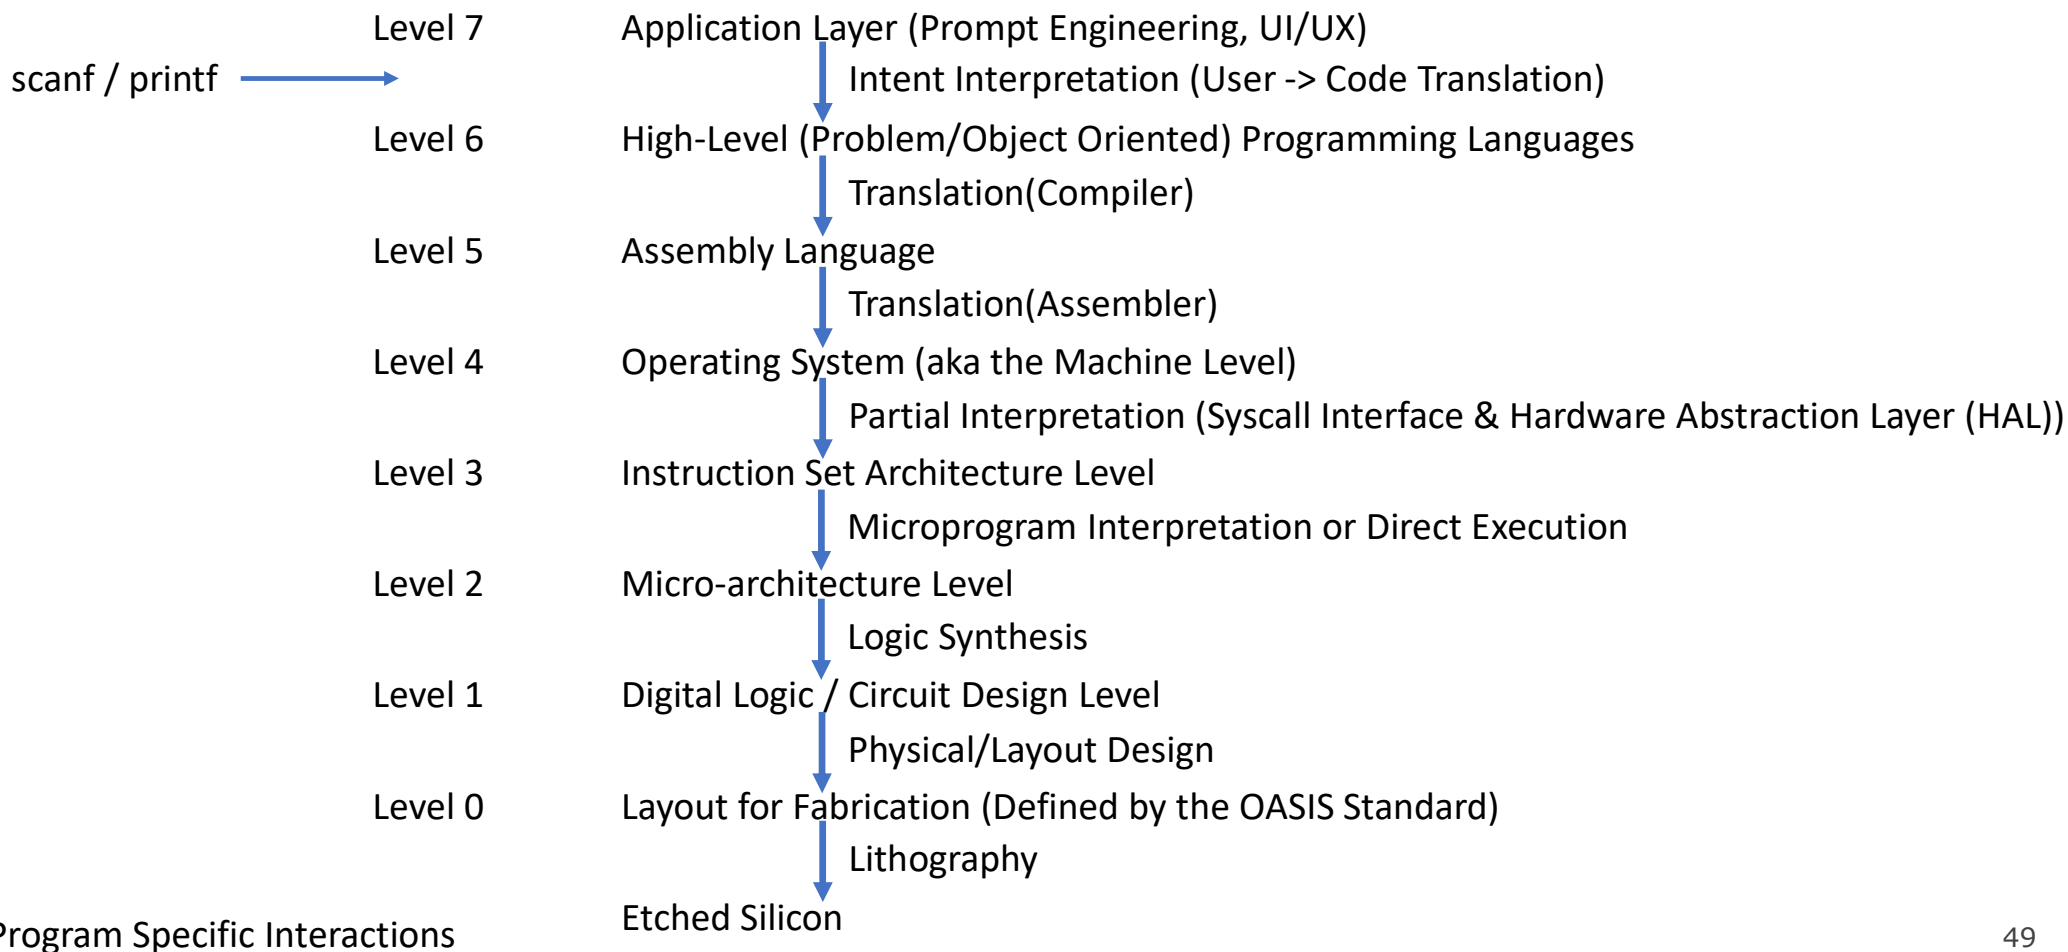 Level 7 Application Layer (Prompt Engineering, UI/UX)
scanf / printf Intent Interpretation (User -> Code Translation)
Level 6 High-Level (Problem/Object Oriented) Programming Languages
Translation(Compiler)
Level 5 Assembly Language
Translation(Assembler)
Level 4 Operating System (aka the Machine Level)
Partial Interpretation (Syscall Interface & Hardware Abstraction Layer (HAL))
Level 3 Instruction Set Architecture Level
Microprogram Interpretation or Direct Execution
Level 2 Micro-architecture Level
Logic Synthesis
Level 1 Digital Logic / Circuit Design Level
Physical/Layout Design
Level 0 Layout for Fabrication (Defined by the OASIS Standard)
Lithography
Etched Silicon
Program Specific Interactions 49